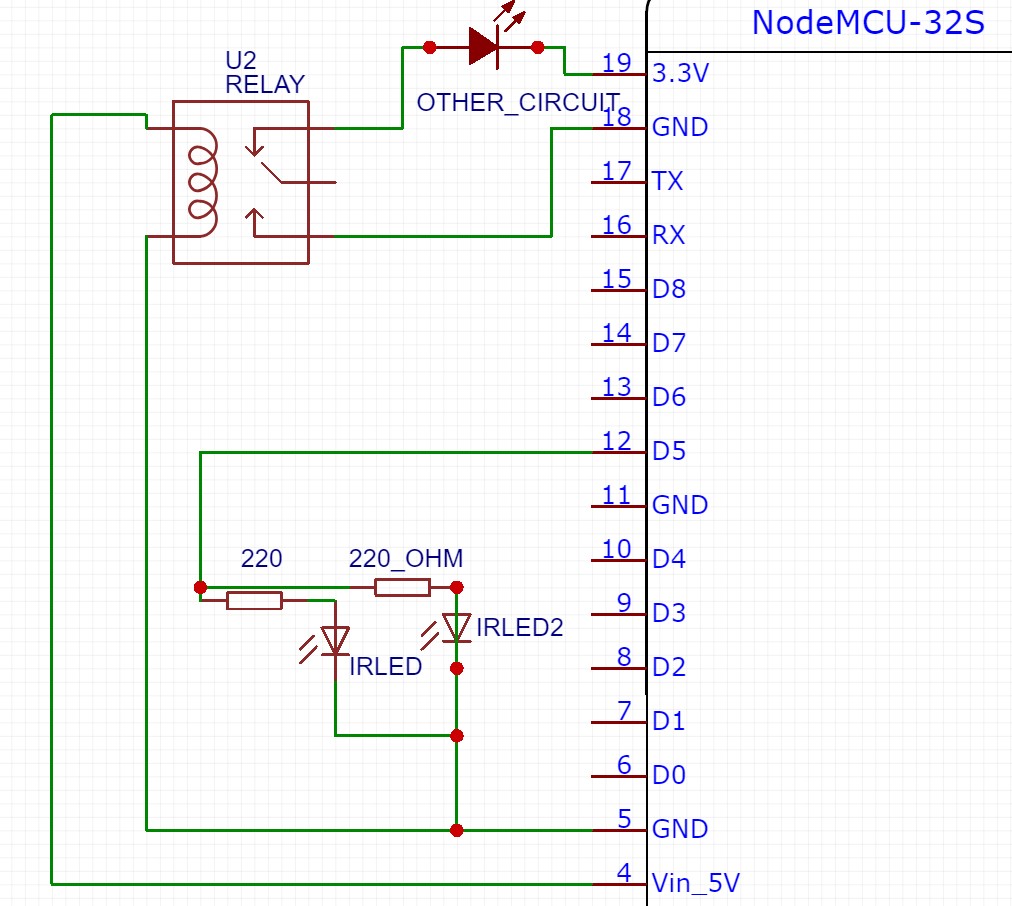 NodeMCU-32S
U2
RELAY
OTHER_CIRCUIT
19 3.3V
18 GND
17 TX
16 RX
15 D8
14 D7
13 D6
12 D5
11 GND
10 D4
220 220_OHM
9 D3
IRLED2
8 D2
IRLED
7 D1
6 D0
5 GND
4 Vin_5V